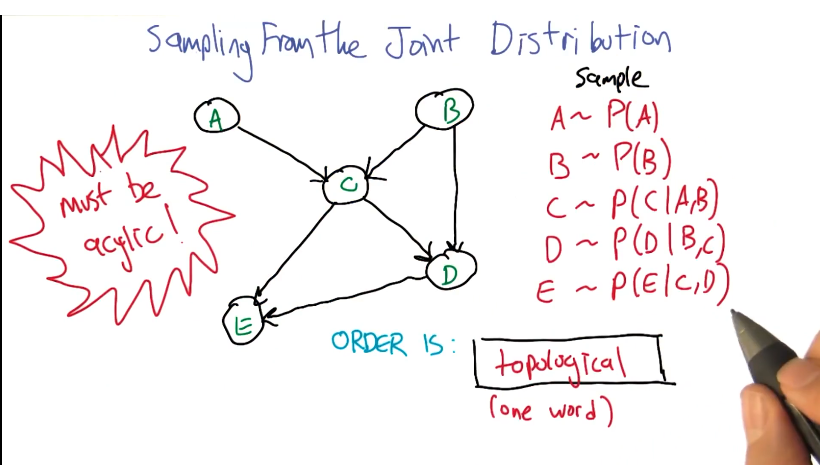 Sampling From the Joint Distribution
Sample
A ~ P(A)
B ~ P(B)
C ~ P(C|A,B)
D ~ P(D|B,C)
E ~ P(E|C,D)
A
B
C
D
E
must be
acylic!
ORDER IS: topological
(one word)